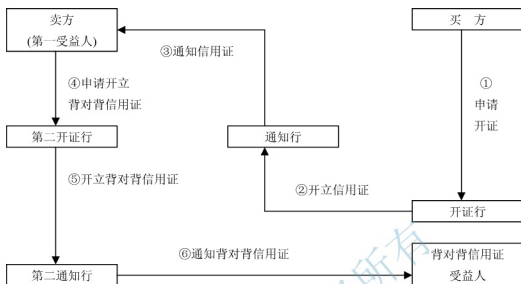 卖方
(第一受益人)
买 方
③通知信用证
④申请开立
背对背信用证
①
申请
开证
第二开证行
通知行
⑤开立背对背信用证
②开立信用证
开证行
⑥通知背对背信用证
第二通知行
背对背信用证
受益人
所有